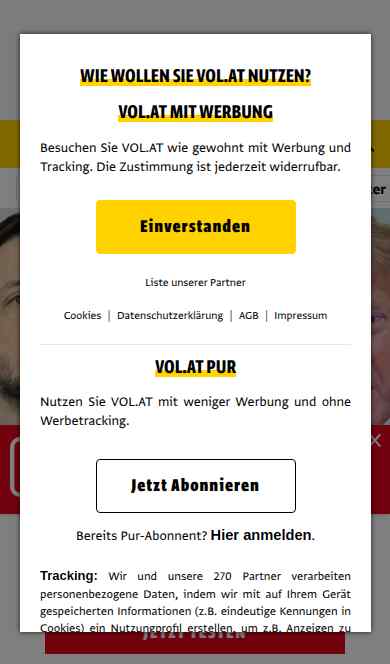 WIE WOLLEN SIE VOL.AT NUTZEN?
VOL.AT MIT WERBUNG
Besuchen Sie VOL.AT wie gewohnt mit Werbung und
Tracking. Die Zustimmung ist jederzeit widerrufbar.
Einverstanden
Liste unserer Partner
Cookies | Datenschutzerklärung | AGB | Impressum
VOL.AT PUR
Nutzen Sie VOL.AT mit weniger Werbung und ohne
Werbetracking.
Jetzt Abonnieren
Bereits Pur-Abonnent? Hier anmelden.
Tracking: Wir und unsere 270 Partner verarbeiten
personenbezogene Daten, indem wir mit auf Ihrem Gerät
gespeicherten Informationen (z.B. eindeutige Kennungen in
Cookies) ein Nutzungprofil erstellen, um z.B. Anzeigen zu
JETZT TESTEN